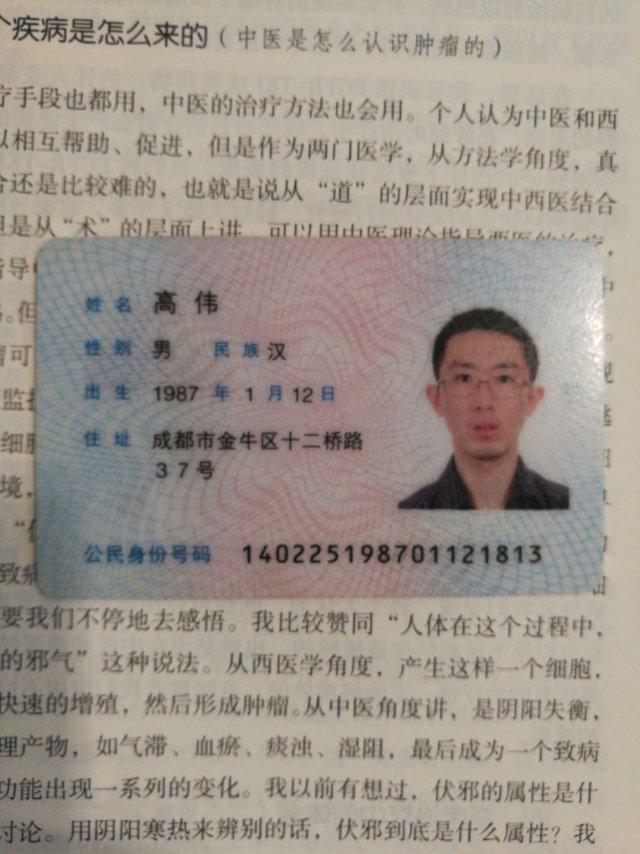 个疾病是怎么来的（中医是怎么认识肿瘤的）
疗手段也都用，中医的治疗方法也会用。个人认为中医和西
以相互帮助、促进，但是作为两门医学，从方法学角度，真
合还是比较难的，也就是说从“道”的层面实现中西医结合
但是从“术”的层面上讲，可以用中医理论指导西医的治疗，
姓名 高伟
性别 男 民族 汉
出生 1987 年 1 月 12 日
住址 成都市金牛区十二桥路
37号
公民身份号码 140225198701121813
要我们不停地去感悟。我比较赞同“人体在这个过程中，
的邪气”这种说法。从西医学角度，产生这样一个细胞，
快速的增殖，然后形成肿瘤。从中医角度讲，是阴阳失衡，
理产物，如气滞、血瘀、痰浊、湿阻，最后成为一个致病
功能出现一系列的变化。我以前有想过，伏邪的属性是什
讨论。用阴阳寒热来辨别的话，伏邪到底是什么属性？我